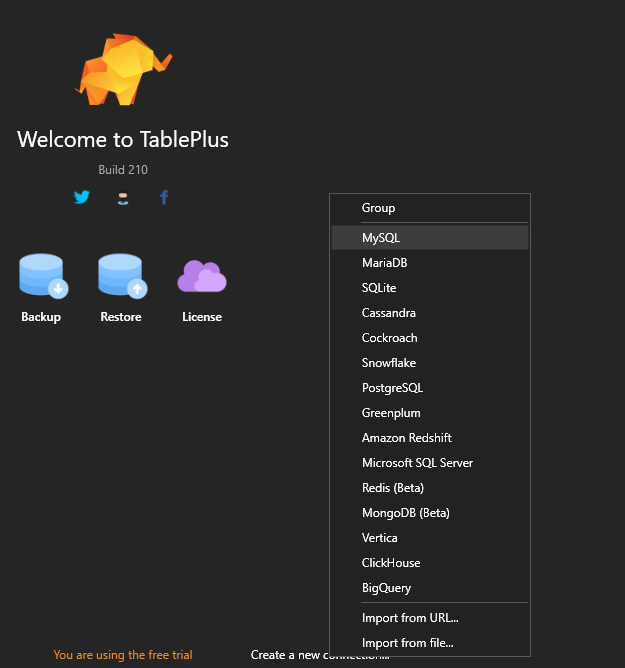 Welcome to TablePlus
Build 210
Backup
Restore
License
Group
MySQL
MariaDB
SQLite
Cassandra
Cockroach
Snowflake
PostgreSQL
Greenplum
Amazon Redshift
Microsoft SQL Server
Redis (Beta)
MongoDB (Beta)
Vertica
ClickHouse
BigQuery
Import from URL...
Import from file...
You are using the free trial
Create a new connection...